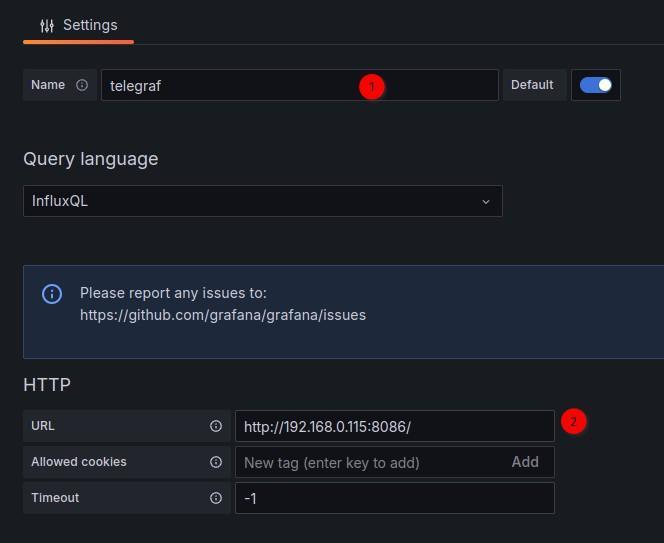 Settings
Name telegraf 1 Default
Query language
InfluxQL
Please report any issues to:
https://github.com/grafana/grafana/issues
HTTP
URL http://192.168.0.115:8086/ 2
Allowed cookies New tag (enter key to add) Add
Timeout -1